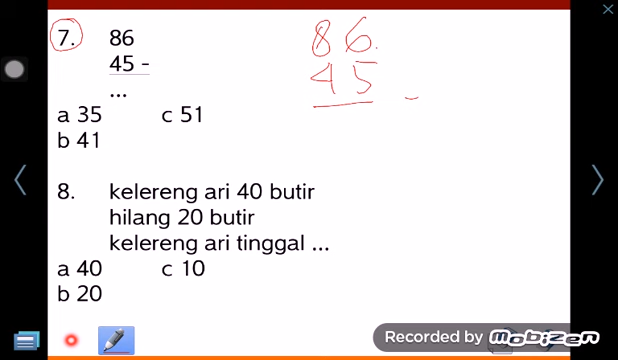 7. 86
45 -
...
a 35 c 51
b 41
86.
45
-
8. kelereng ari 40 butir
hilang 20 butir
kelereng ari tinggal ...
a 40 c 10
b 20
Recorded by mobizen